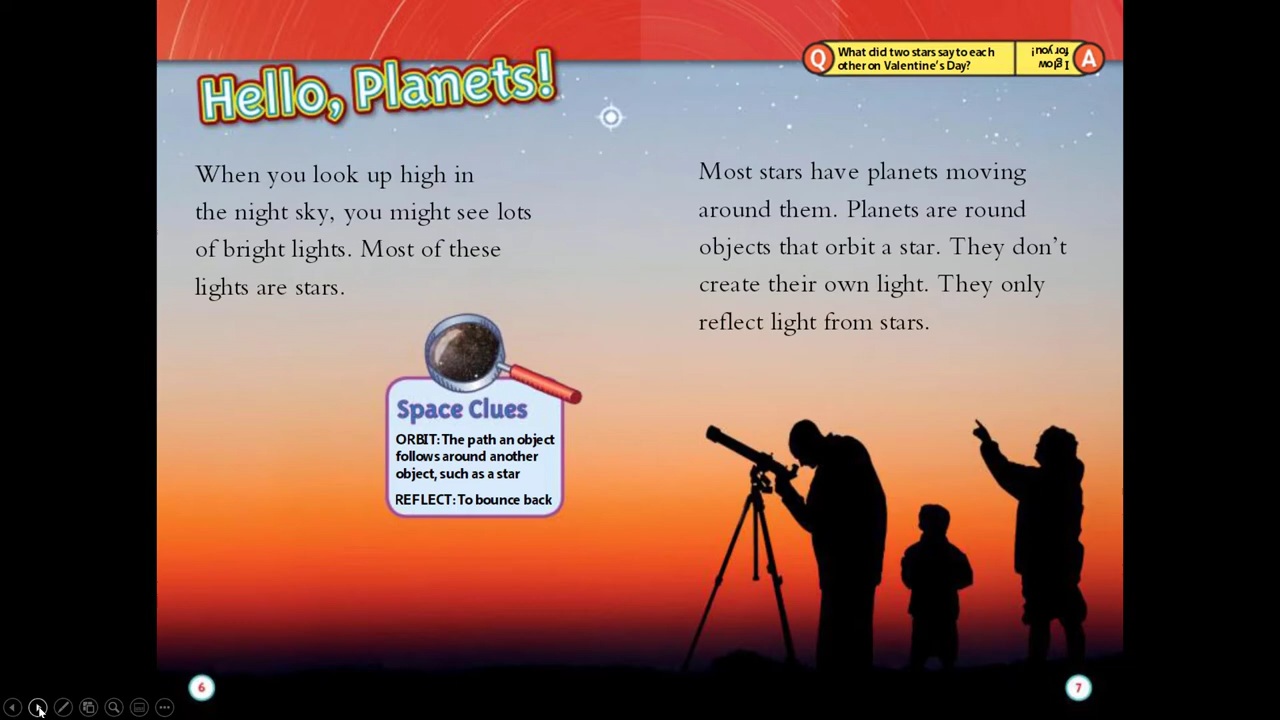 Hello, Planets!
When you look up high in
the night sky, you might see lots
of bright lights. Most of these
lights are stars.
Space Clues
ORBIT: The path an object
follows around another
object, such as a star
REFLECT: To bounce back
6
Q
What did two stars say to each
other on Valentine's Day?
I glow
for you!
A
Most stars have planets moving
around them. Planets are round
objects that orbit a star. They don't
create their own light. They only
reflect light from stars.
7